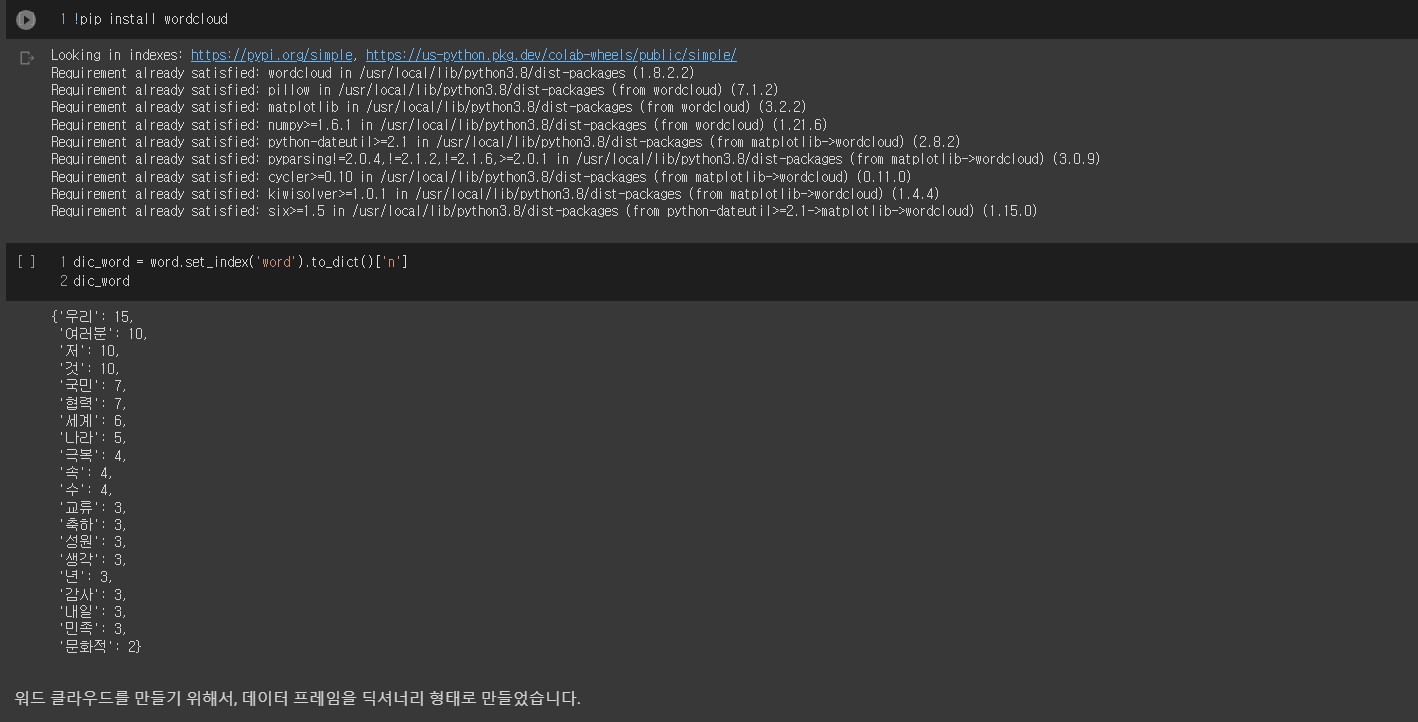 1 !pip install wordcloud
Looking in indexes: https://pypi.org/simple, https://us-python.pkg.dev/colab-wheels/public/simple/
Requirement already satisfied: wordcloud in /usr/local/lib/python3.8/dist-packages (1.8.2.2)
Requirement already satisfied: pillow in /usr/local/lib/python3.8/dist-packages (from wordcloud) (7.1.2)
Requirement already satisfied: matplotlib in /usr/local/lib/python3.8/dist-packages (from wordcloud) (3.2.2)
Requirement already satisfied: numpy>=1.6.1 in /usr/local/lib/python3.8/dist-packages (from wordcloud) (1.21.6)
Requirement already satisfied: python-dateutil>=2.1 in /usr/local/lib/python3.8/dist-packages (from matplotlib->wordcloud) (2.8.2)
Requirement already satisfied: pyparsing!=2.0.4,!=2.1.2,!=2.1.6,>=2.0.1 in /usr/local/lib/python3.8/dist-packages (from matplotlib->wordcloud) (3.0.9)
Requirement already satisfied: cycler>=0.10 in /usr/local/lib/python3.8/dist-packages (from matplotlib->wordcloud) (0.11.0)
Requirement already satisfied: kiwisolver>=1.0.1 in /usr/local/lib/python3.8/dist-packages (from matplotlib->wordcloud) (1.4.4)
Requirement already satisfied: six>=1.5 in /usr/local/lib/python3.8/dist-packages (from python-dateutil>=2.1->matplotlib->wordcloud) (1.15.0)
[ ] 1 dic_word = word.set_index('word').to_dict()['n']
2 dic_word
{'우리': 15,
'여러분': 10,
'저': 10,
'것': 10,
'국민': 7,
'협력': 7,
'세계': 6,
'나라': 5,
'극복': 4,
'속': 4,
'수': 4,
'교류': 3,
'축하': 3,
'성원': 3,
'생각': 3,
'년': 3,
'감사': 3,
'내일': 3,
'민족': 3,
'문화적': 2}
워드 클라우드를 만들기 위해서, 데이터 프레임을 딕셔너리 형태로 만들었습니다.